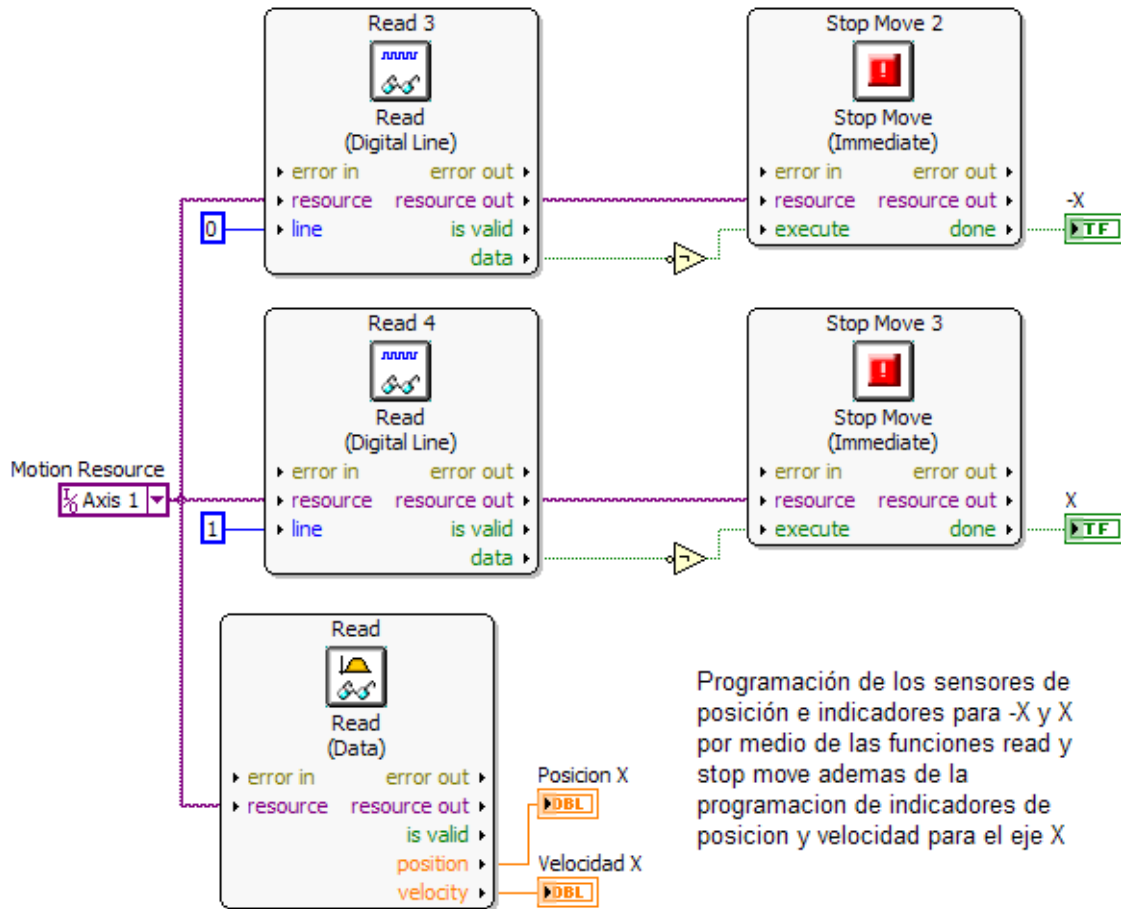 Read 3
Read
(Digital Line)
error in error out
resource resource out
line is valid
data
0
Stop Move 2
Stop Move
(Immediate)
error in error out
resource resource out
execute done
-X
TF
Read 4
Read
(Digital Line)
error in error out
resource resource out
line is valid
data
1
Stop Move 3
Stop Move
(Immediate)
error in error out
resource resource out
execute done
X
TF
Motion Resource
I/O Axis 1
Read
Read
(Data)
error in error out
resource resource out
is valid
position
velocity
Posicion X
DBL
Velocidad X
DBL
Programación de los sensores de
posición e indicadores para -X y X
por medio de las funciones read y
stop move ademas de la
programacion de indicadores de
posicion y velocidad para el eje X